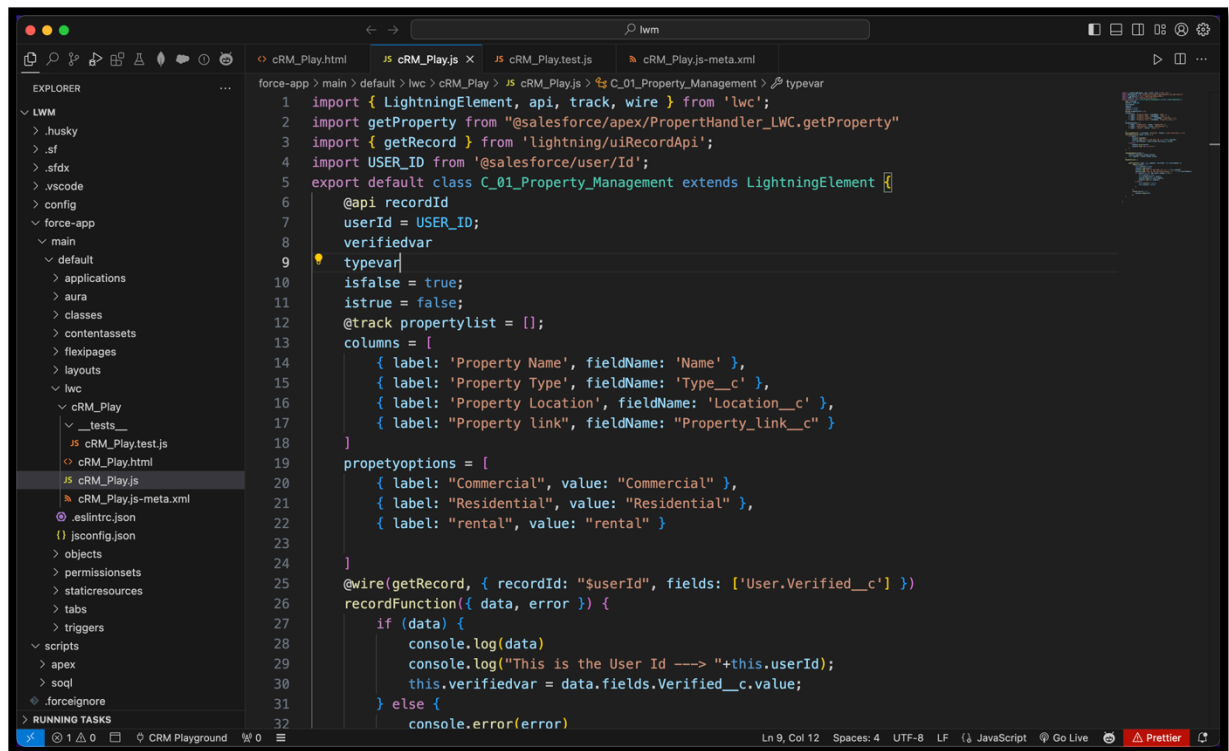 lwm
cRM_Play.html
JS cRM_Play.js
JS cRM_Play.test.js
cRM_Play.js-meta.xml
EXPLORER
force-app > main > default > lwc > cRM_Play > JS cRM_Play.js > C_01_Property_Management > typevar
LWM
.husky
.sf
.sfdx
.vscode
config
force-app
main
default
applications
aura
classes
contentassets
flexipages
layouts
lwc
cRM_Play
__tests__
JS cRM_Play.test.js
cRM_Play.html
JS cRM_Play.js
cRM_Play.js-meta.xml
.eslintrc.json
{} jsconfig.json
objects
permissionsets
staticresources
tabs
triggers
scripts
apex
soql
.forceignore
RUNNING TASKS
1 import { LightningElement, api, track, wire } from 'lwc';
2 import getProperty from "@salesforce/apex/PropertHandler_LWC.getProperty"
3 import { getRecord } from 'lightning/uiRecordApi';
4 import USER_ID from '@salesforce/user/Id';
5 export default class C_01_Property_Management extends LightningElement {
6 @api recordId
7 userId = USER_ID;
8 verifiedvar
9 typevar
10 isfalse = true;
11 istrue = false;
12 @track propertylist = [];
13 columns = [
14 { label: 'Property Name', fieldName: 'Name' },
15 { label: 'Property Type', fieldName: 'Type__c' },
16 { label: 'Property Location', fieldName: 'Location__c' },
17 { label: "Property link", fieldName: "Property_link__c" }
18 ]
19 propetyoptions = [
20 { label: "Commercial", value: "Commercial" },
21 { label: "Residential", value: "Residential" },
22 { label: "rental", value: "rental" }
23
24 ]
25 @wire(getRecord, { recordId: "$userId", fields: ['User.Verified__c'] })
26 recordFunction({ data, error }) {
27 if (data) {
28 console.log(data)
29 console.log("This is the User Id ---> "+this.userId);
30 this.verifiedvar = data.fields.Verified__c.value;
31 } else {
32 console.error(error)
1 0 CRM Playground 0 Ln 9, Col 12 Spaces: 4 UTF-8 LF JavaScript Go Live Prettier